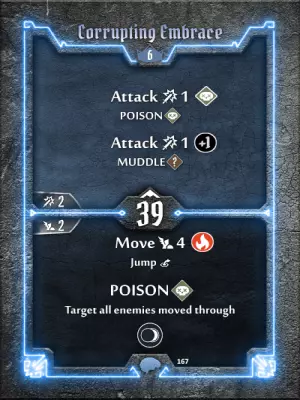 Corrupting Embrace
6
Attack 1
POISON
Attack 1 +1
MUDDLE ?
2
39
2
Move 4
Jump
POISON
Target all enemies moved through
167